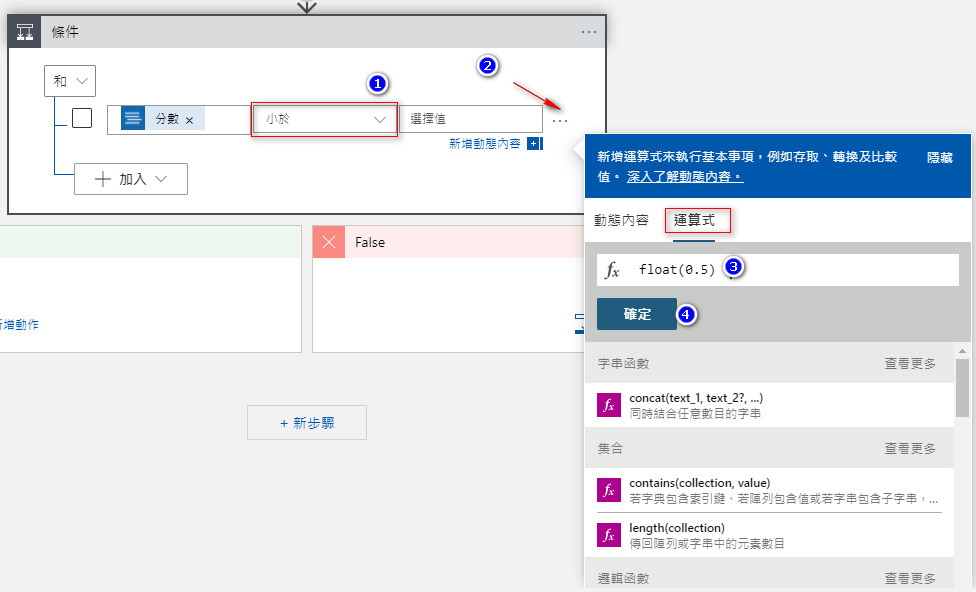 條件
...
和
1
2
分數 ×
小於
選擇值
...
新增動態內容
加入
新增運算式來執行基本事項，例如存取、轉換及比較
值。 深入了解動態內容。
隱藏
動態內容
運算式
fx float(0.5)
3
確定
4
False
新增動作
+ 新步驟
字串函數
查看更多
fx concat(text_1, text_2?, ...)
同時結合任意數目的字串
集合
查看更多
fx contains(collection, value)
若字典包含索引鍵、若陣列包含值或若字串包含子字串，...
fx length(collection)
傳回陣列或字串中的元素數目
邏輯函數
查看更多